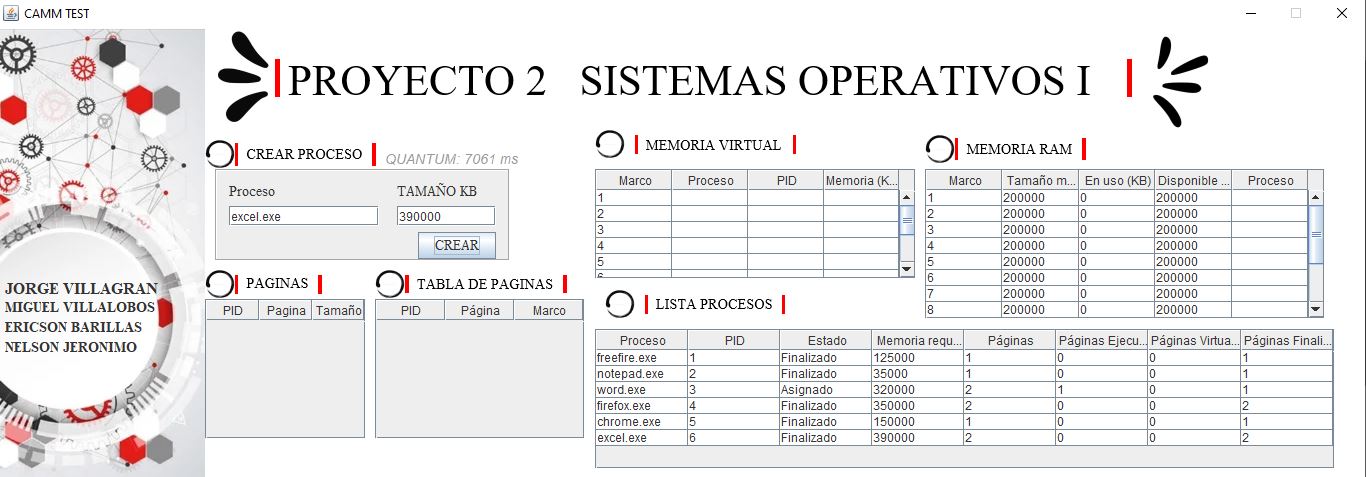 CAMM TEST
PROYECTO 2 SISTEMAS OPERATIVOS I
CREAR PROCESO
QUANTUM: 7061 ms
Proceso TAMAÑO KB
excel.exe 390000
CREAR
MEMORIA VIRTUAL
Marco Proceso PID Memoria (K...
1
2
3
4
5
6
MEMORIA RAM
Marco Tamaño m... En uso (KB) Disponible ... Proceso
1 200000 0 200000
2 200000 0 200000
3 200000 0 200000
4 200000 0 200000
5 200000 0 200000
6 200000 0 200000
7 200000 0 200000
8 200000 0 200000
JORGE VILLAGRAN
MIGUEL VILLALOBOS
ERICSON BARILLAS
NELSON JERONIMO
PAGINAS
PID Pagina Tamaño
TABLA DE PAGINAS
PID Página Marco
LISTA PROCESOS
Proceso PID Estado Memoria requ... Páginas Páginas Ejecu... Páginas Virtua... Páginas Finali...
freefire.exe 1 Finalizado 125000 1 0 0 1
notepad.exe 2 Finalizado 35000 1 0 0 1
word.exe 3 Asignado 320000 2 1 0 1
firefox.exe 4 Finalizado 350000 2 0 0 2
chrome.exe 5 Finalizado 150000 1 0 0 1
excel.exe 6 Finalizado 390000 2 0 0 2